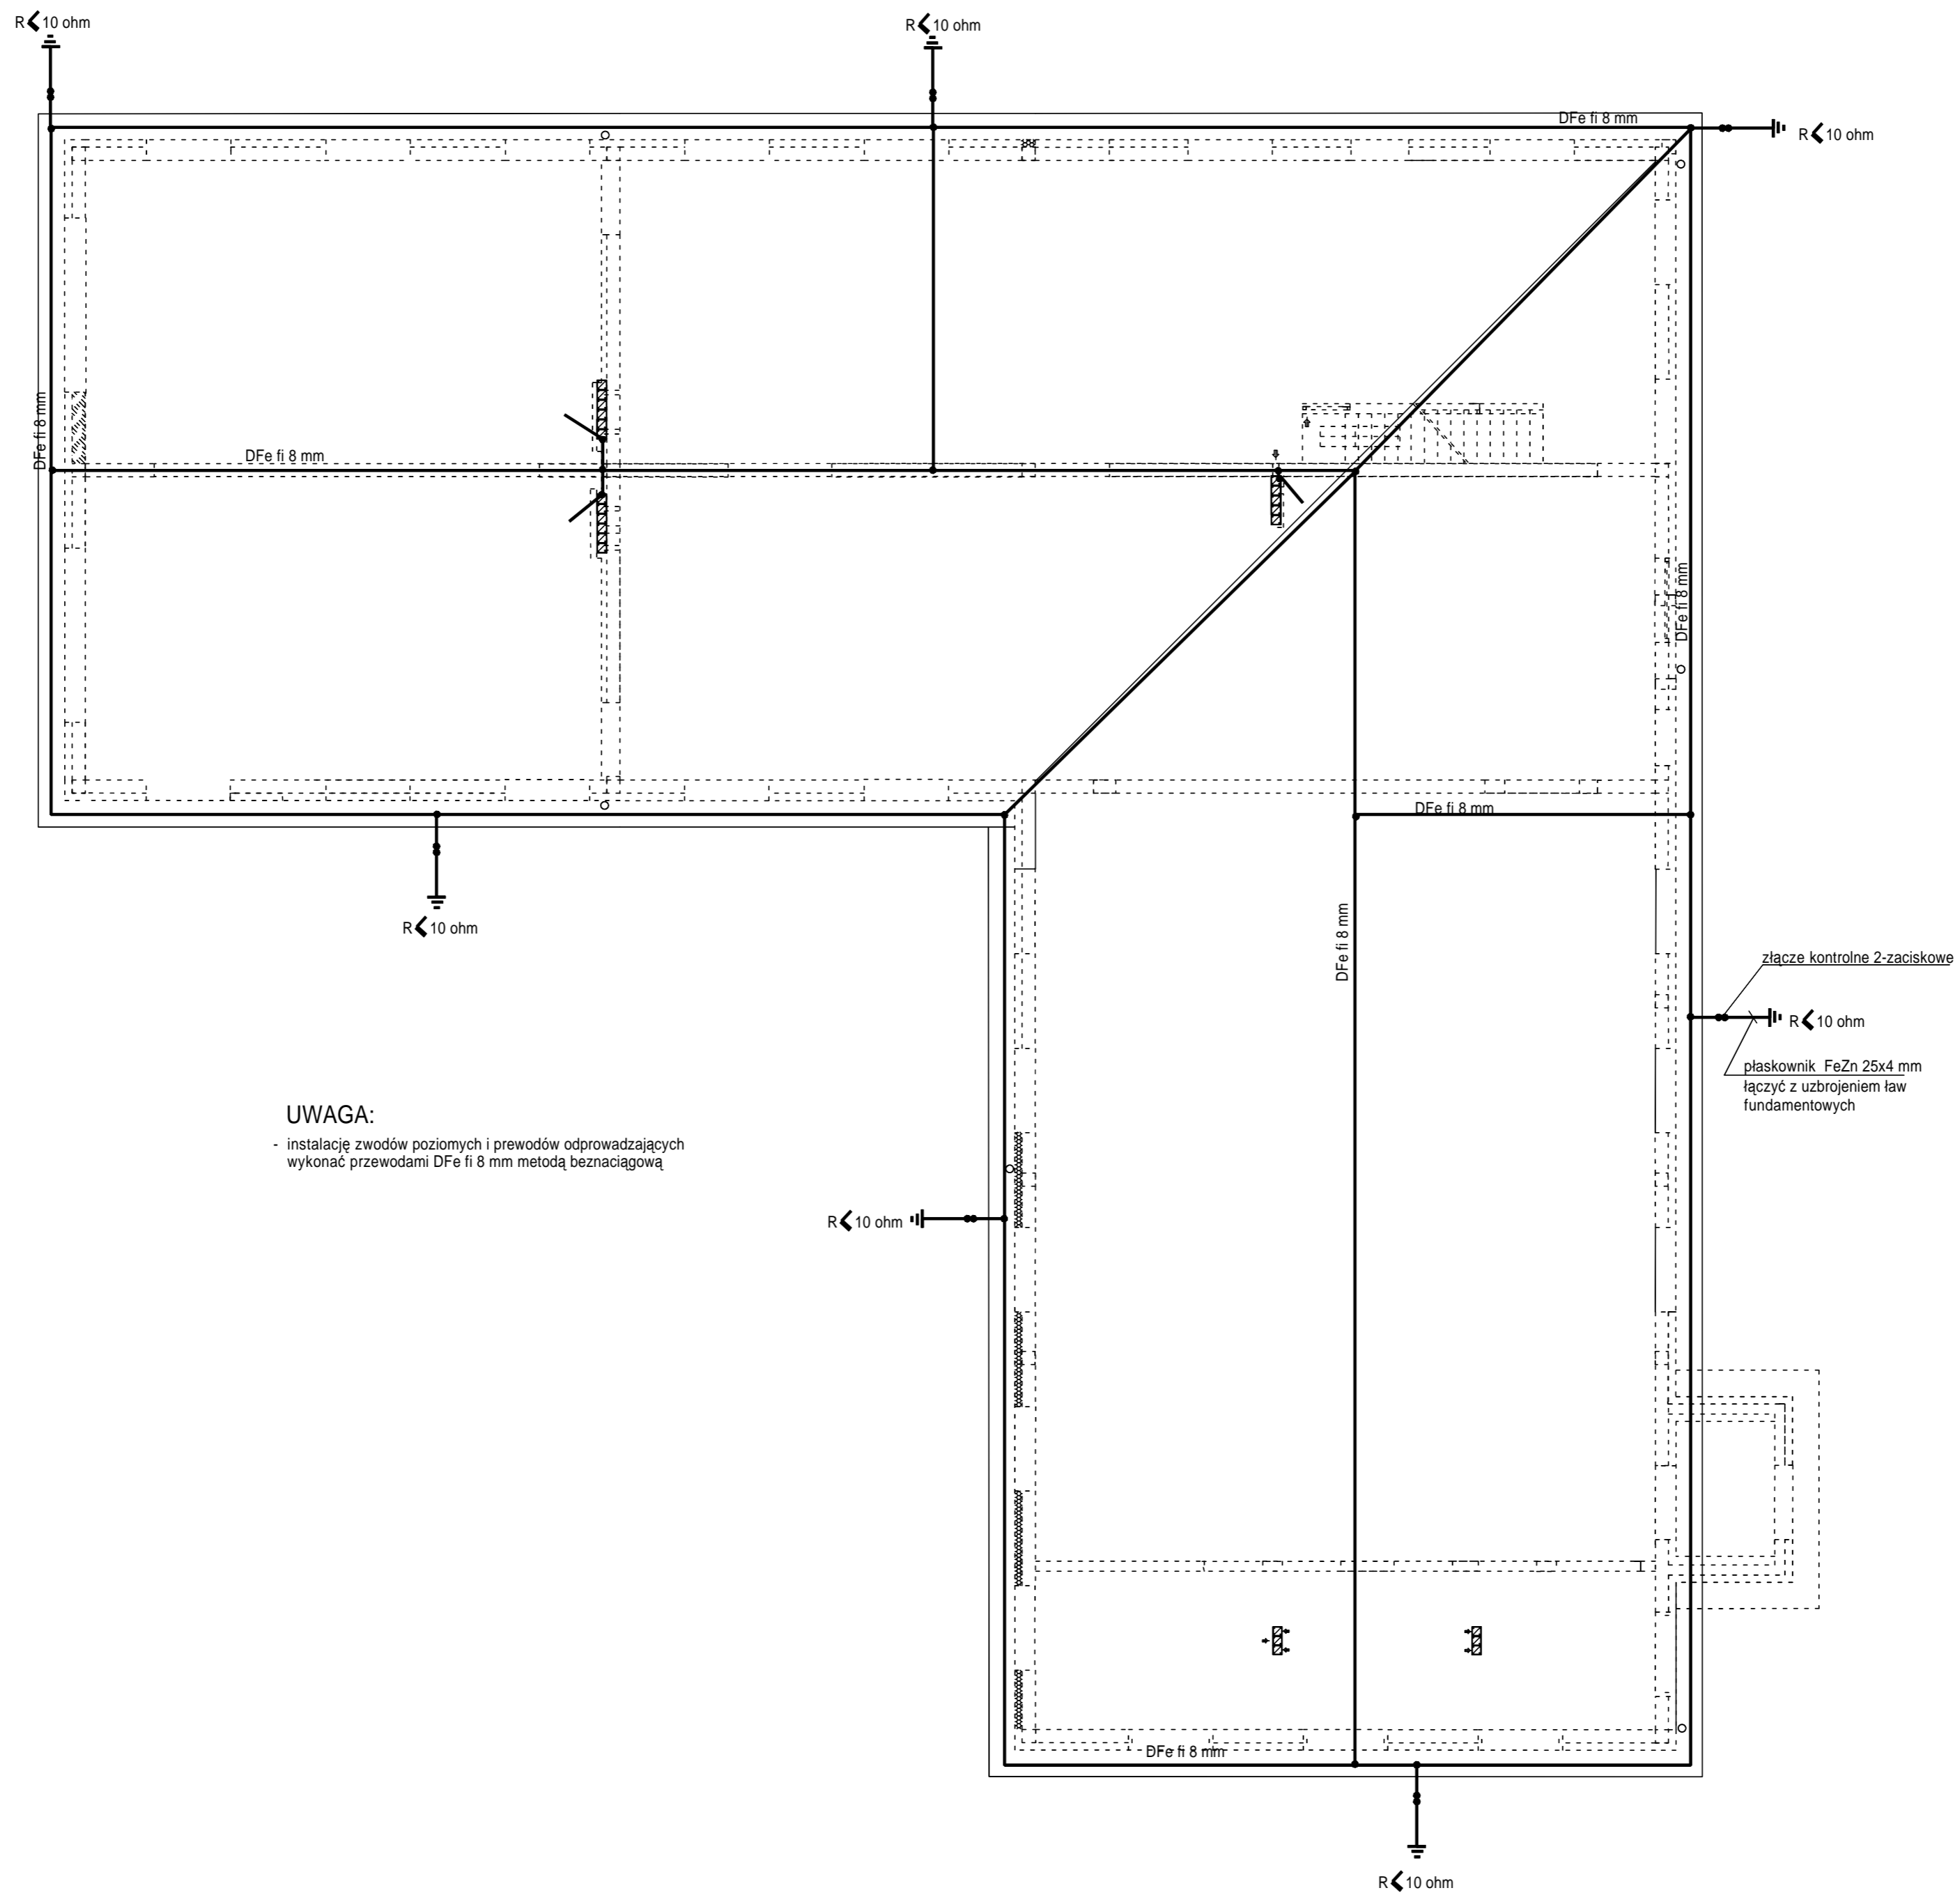 R < 10 ohm
R < 10 ohm
DFe fi 8 mm
R < 10 ohm
DFe fi 8 mm
DFe fi 8 mm
DFe fi 8 mm
DFe fi 8 mm
R < 10 ohm
DFe fi 8 mm
złącze kontrolne 2-zaciskowe
R < 10 ohm
płaskownik FeZn 25x4 mm
łączyć z uzbrojeniem ław
fundamentowych
UWAGA:
- instalację zwodów poziomych i prewodów odprowadzających
wykonać przewodami DFe fi 8 mm metodą beznaciągową
R < 10 ohm
DFe fi 8 mm
R < 10 ohm